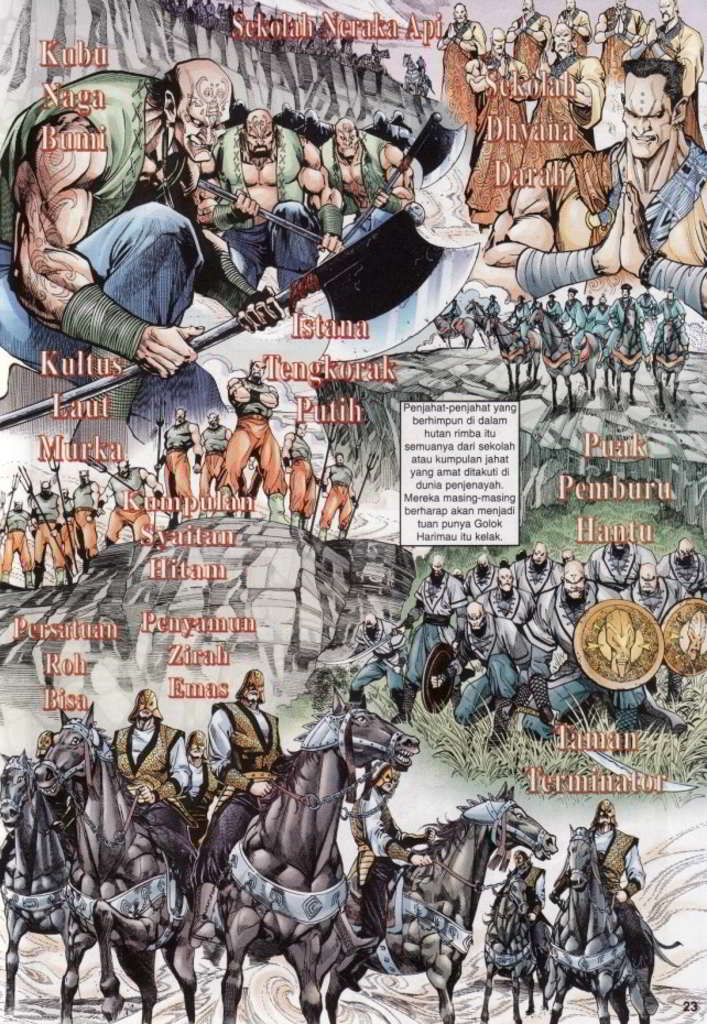 Sekolah Neraka Api
Kubu
Naga
Bumi
Sekolah
Dhyana
Darah
Istana
Tengkorak
Putih
Kultus
Laut
Murka
Penjahat-penjahat yang
berhimpun di dalam
hutan rimba itu
semuanya dari sekolah
atau kumpulan jahat
yang amat ditakuti di
dunia penjenayah.
Mereka masing-masing
berharap akan menjadi
tuan punya Golok
Harimau itu kelak.
Puak
Pemburu
Hantu
Kumpulan
Syaitan
Hitam
Persatuan
Roh
Bisa
Penyamun
Zirah
Emas
Taman
Terminator
23